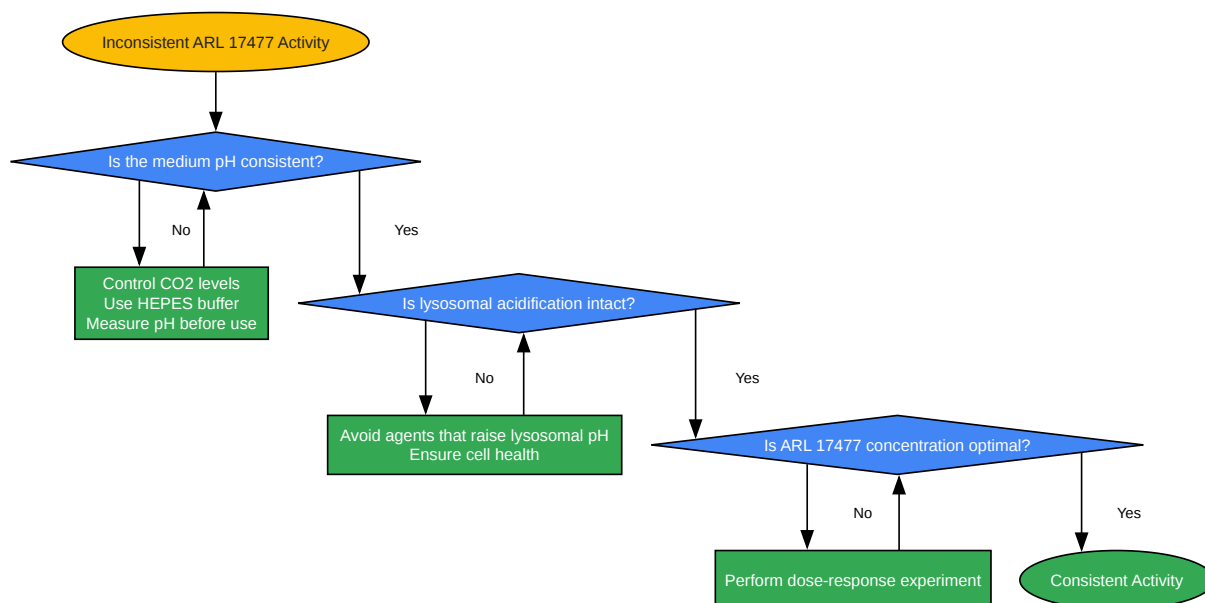 Inconsistent ARL 17477 Activity
Is the medium pH consistent?
No
Yes
Control CO2 levels
Use HEPES buffer
Measure pH before use
Is lysosomal acidification intact?
No
Yes
Avoid agents that raise lysosomal pH
Ensure cell health
Is ARL 17477 concentration optimal?
No
Yes
Perform dose-response experiment
Consistent Activity